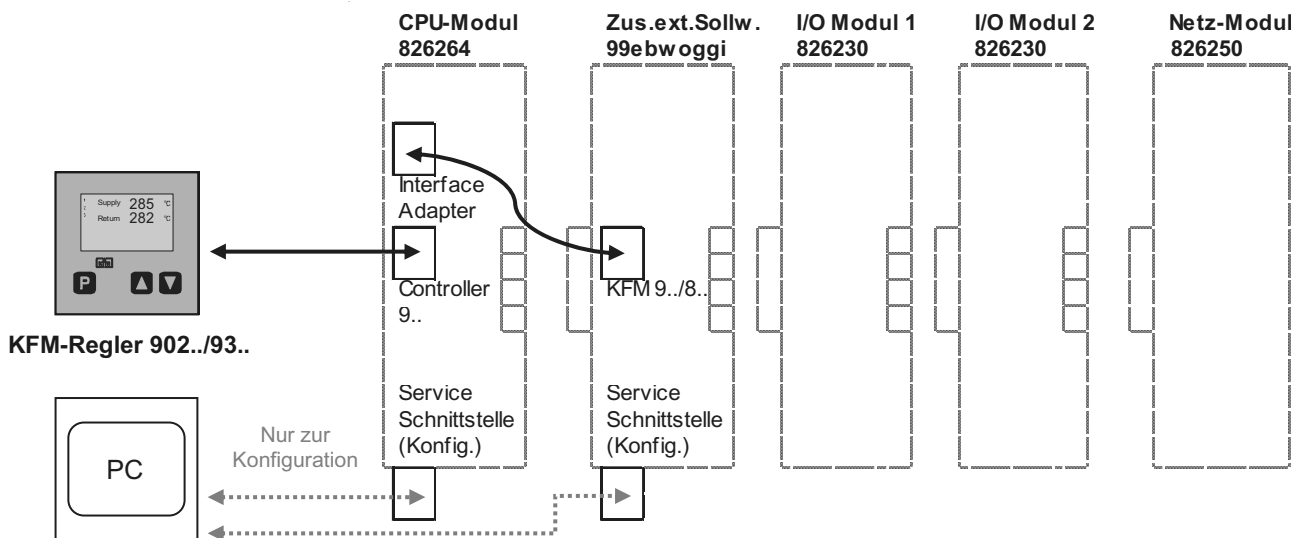 CPU-Modul
826264
Zus.ext.Sollw.
99ebwoggi
I/O Modul 1
826230
I/O Modul 2
826230
Netz-Modul
826250
Interface
Adapter
Supply 285 °C
Return 282 °C
P
Controller
9..
KFM 9../8..
KFM-Regler 902../93..
Service
Schnittstelle
(Konfig.)
Service
Schnittstelle
(Konfig.)
Nur zur
Konfiguration
PC